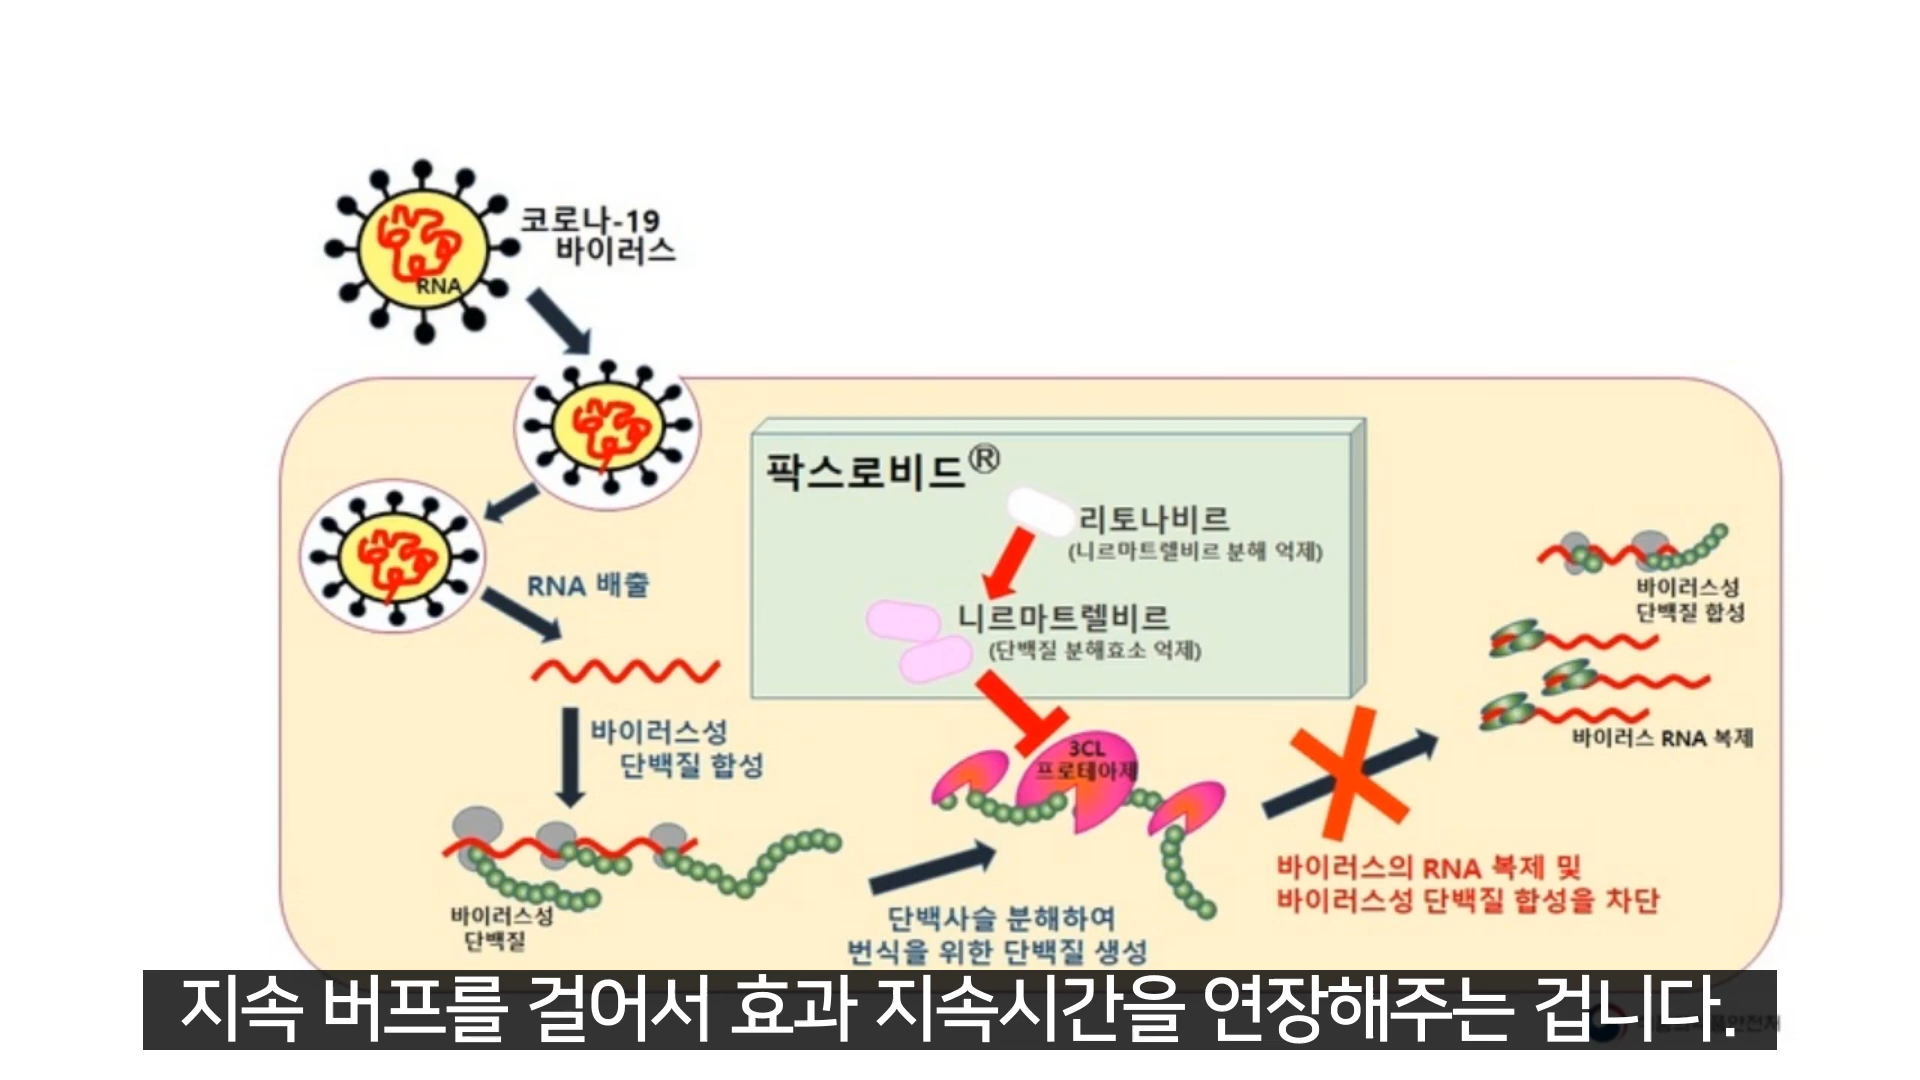 코로나-19
바이러스
RNA
팍스로비드®
리토나비르
(니르마트렐비르 분해 억제)
니르마트렐비르
(단백질 분해효소 억제)
RNA 배출
바이러스성
단백질 합성
바이러스성
단백질 합성
바이러스 RNA 복제
3CL
프로테아제
바이러스성
단백질
단백사슬 분해하여
번식을 위한 단백질 생성
바이러스의 RNA 복제 및
바이러스성 단백질 합성을 차단
지속 버프를 걸어서 효과 지속시간을 연장해주는 겁니다.